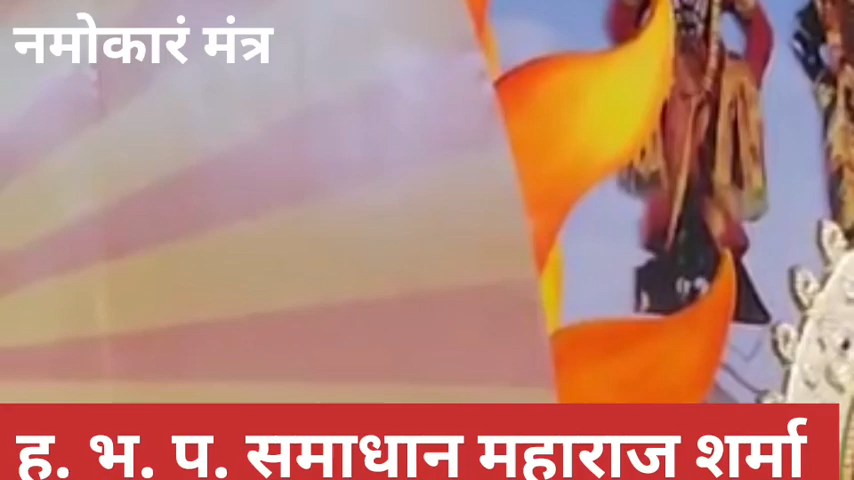 नमोकारं मंत्र
ह. भ. प. समाधान महाराज शर्मा